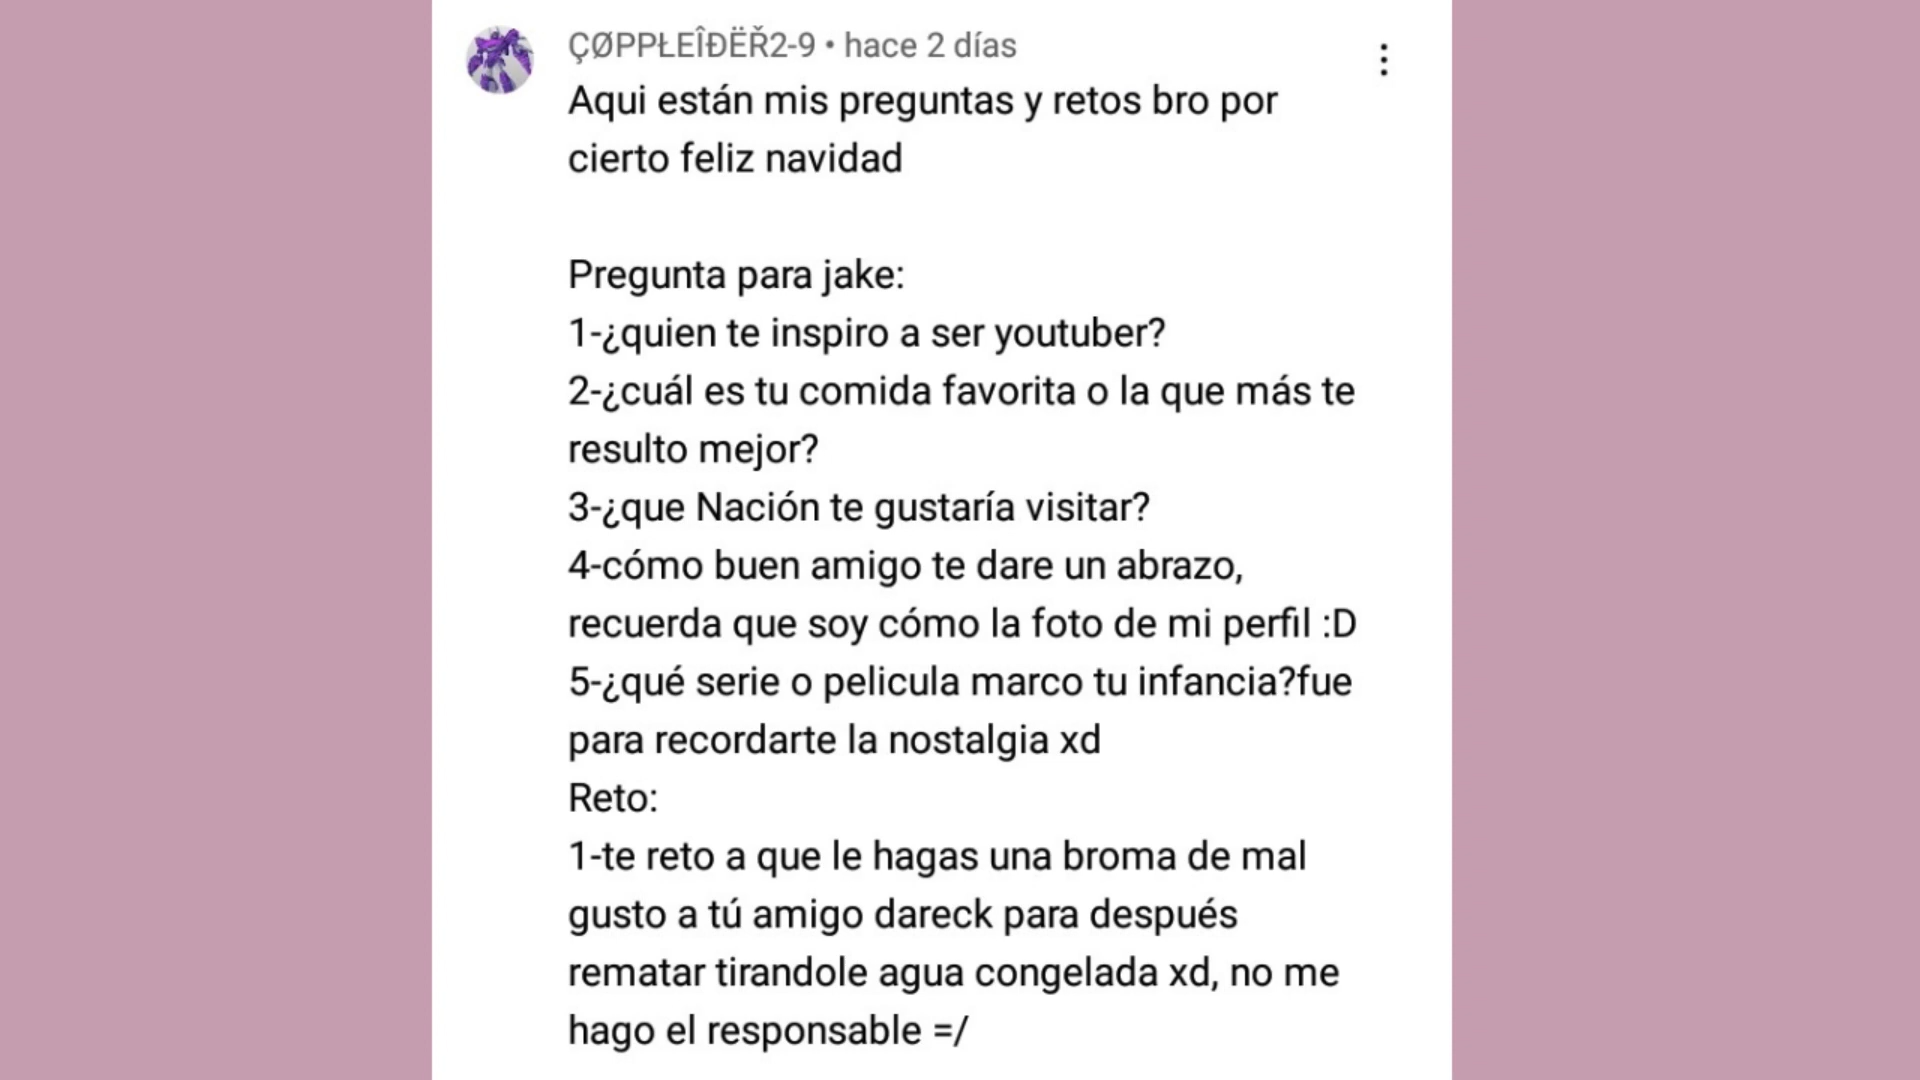 ÇØPPŁEÎĐËŘ2-9 • hace 2 días
Aqui están mis preguntas y retos bro por
cierto feliz navidad
Pregunta para jake:
1-¿quien te inspiro a ser youtuber?
2-¿cuál es tu comida favorita o la que más te
resulto mejor?
3-¿que Nación te gustaría visitar?
4-cómo buen amigo te dare un abrazo,
recuerda que soy cómo la foto de mi perfil :D
5-¿qué serie o pelicula marco tu infancia?fue
para recordarte la nostalgia xd
Reto:
1-te reto a que le hagas una broma de mal
gusto a tú amigo dareck para después
rematar tirandole agua congelada xd, no me
hago el responsable =/